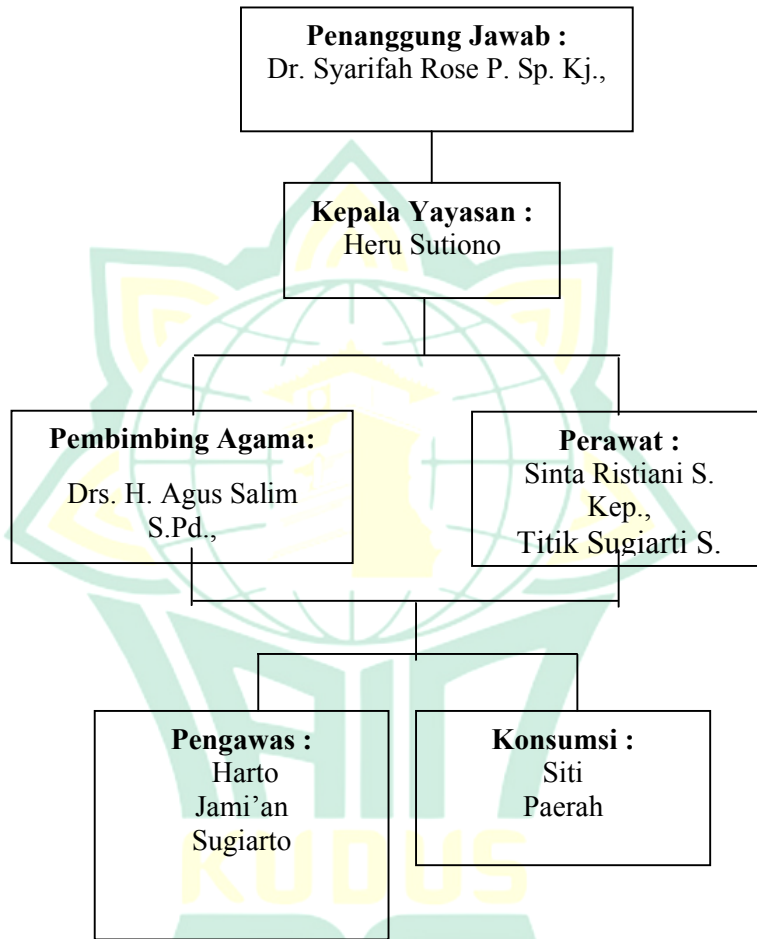 Penanggung Jawab :
Dr. Syarifah Rose P. Sp. Kj.,
Kepala Yayasan :
Heru Sutiono
Pembimbing Agama:
Drs. H. Agus Salim
S.Pd.,
Perawat :
Sinta Ristiani S.
Kep.,
Titik Sugiarti S.
Pengawas :
Harto
Jami’an
Sugiarto
Konsumsi :
Siti
Paerah
IAIN
KUDUS